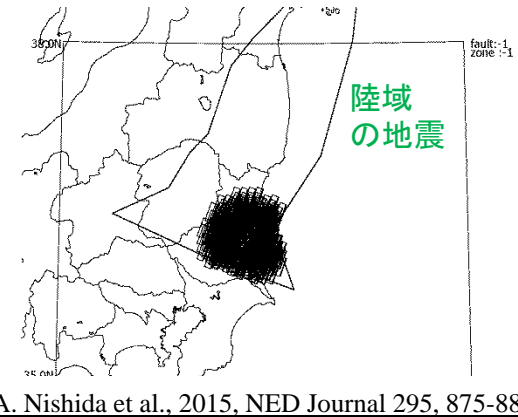 38.0N
fault:-1
zone :-1
陸域
の地震
35.0N
A. Nishida et al., 2015, NED Journal 295, 875-88